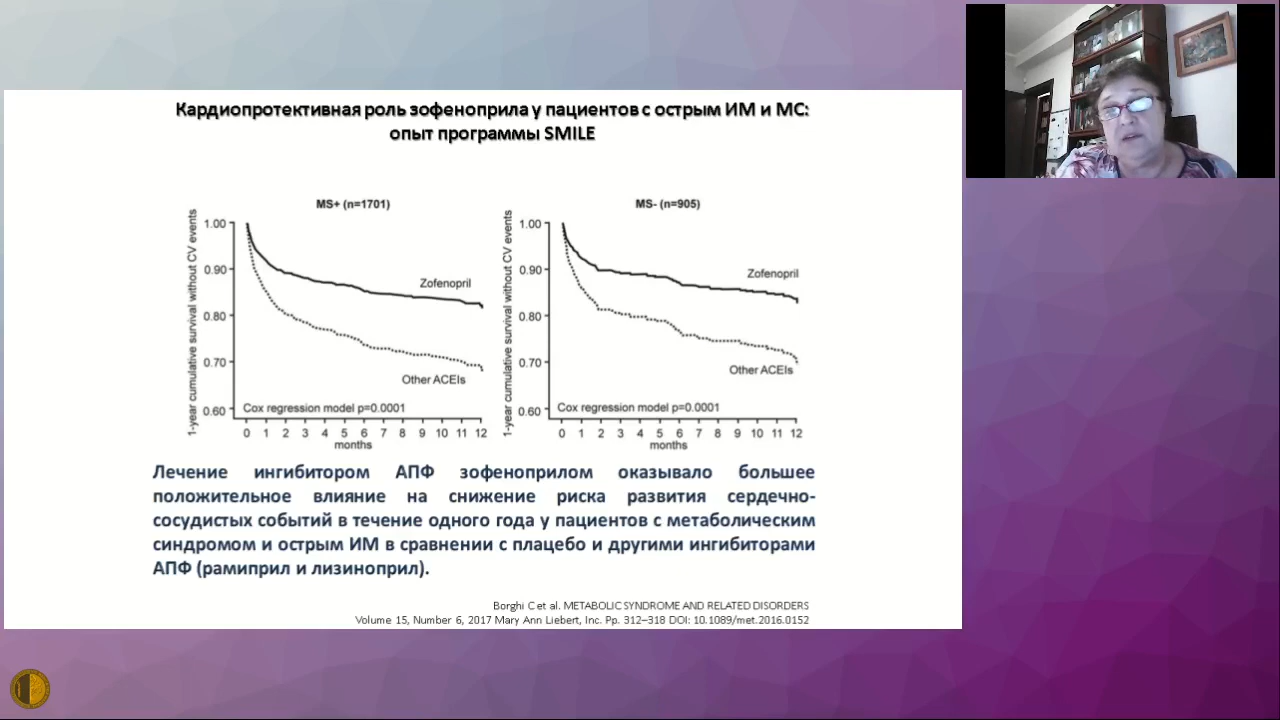 Кардиопротективная роль зофеноприла у пациентов с острым ИМ и МС:
опыт программы SMILE
MS+ (n=1701)
1-year cumulative survival without CV events
1.00
0.90
0.80
0.70
0.60
Zofenopril
Other ACEIs
Cox regression model p=0.0001
0 1 2 3 4 5 6 7 8 9 10 11 12
months
MS- (n=905)
1-year cumulative survival without CV events
1.00
0.90
0.80
0.70
0.60
Zofenopril
Other ACEIs
Cox regression model p=0.0001
0 1 2 3 4 5 6 7 8 9 10 11 12
months
Лечение ингибитором АПФ зофеноприлом оказывало большее
положительное влияние на снижение риска развития сердечно-
сосудистых событий в течение одного года у пациентов с метаболическим
синдромом и острым ИМ в сравнении с плацебо и другими ингибиторами
АПФ (рамиприл и лизиноприл).
Borghi C et al. METABOLIC SYNDROME AND RELATED DISORDERS
Volume 15, Number 6, 2017 Mary Ann Liebert, Inc. Pp. 312–318 DOI: 10.1089/met.2016.0152